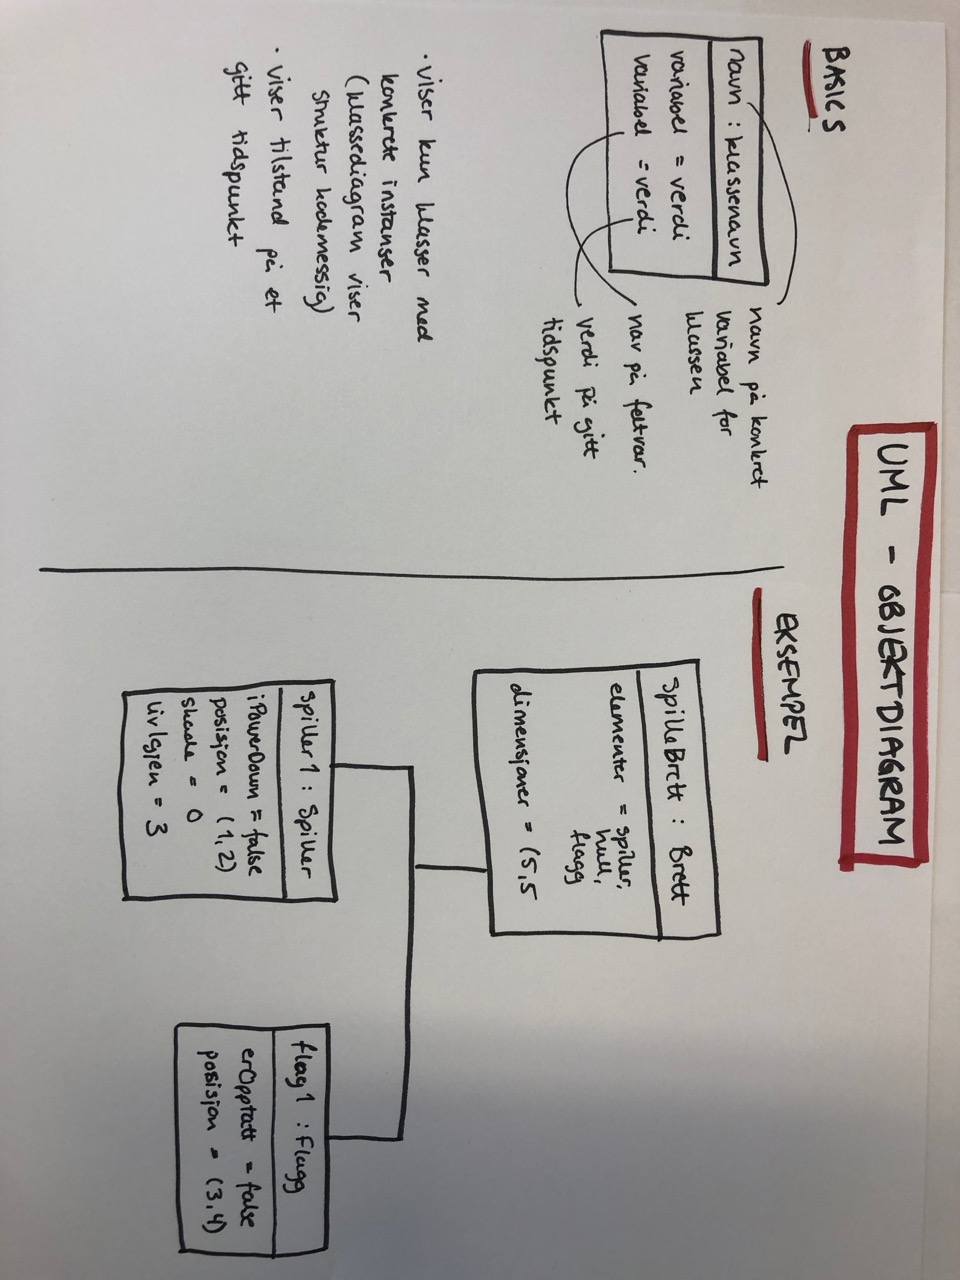 UML - OBJEKTDIAGRAM
BASICS
navn : klassenavn
variabel = verdi
variabel = verdi
navn på konkret
variabel for
klassen
nav på feltvar.
verdi på gitt
tidspunkt
· viser kun klasser med
konkrete instanser
(klassediagram viser
struktur kodemessig)
· viser tilstand på et
gitt tidspunkt
EKSEMPEL
SpilleBrett : Brett
elementer = spiller,
hull,
flagg
dimensjoner = (5,5
spiller1 : Spiller
iPowerDown = false
posisjon = (1,2)
skade = 0
livIgjen = 3
flag1 : Flagg
erOpptatt = false
posisjon = (3,4)